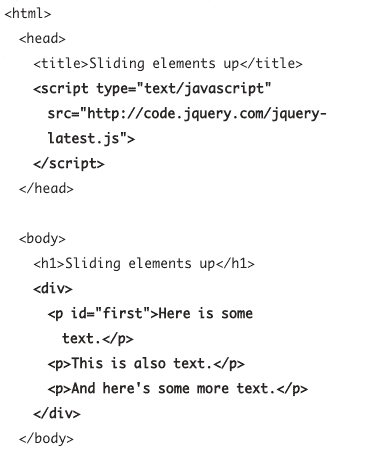 <html>
<head>
<title>Sliding elements up</title>
<script type="text/javascript"
src="http://code.jquery.com/jquery-
latest.js">
</script>
</head>
<body>
<h1>Sliding elements up</h1>
<div>
<p id="first">Here is some
text.</p>
<p>This is also text.</p>
<p>And here's some more text.</p>
</div>
</body>